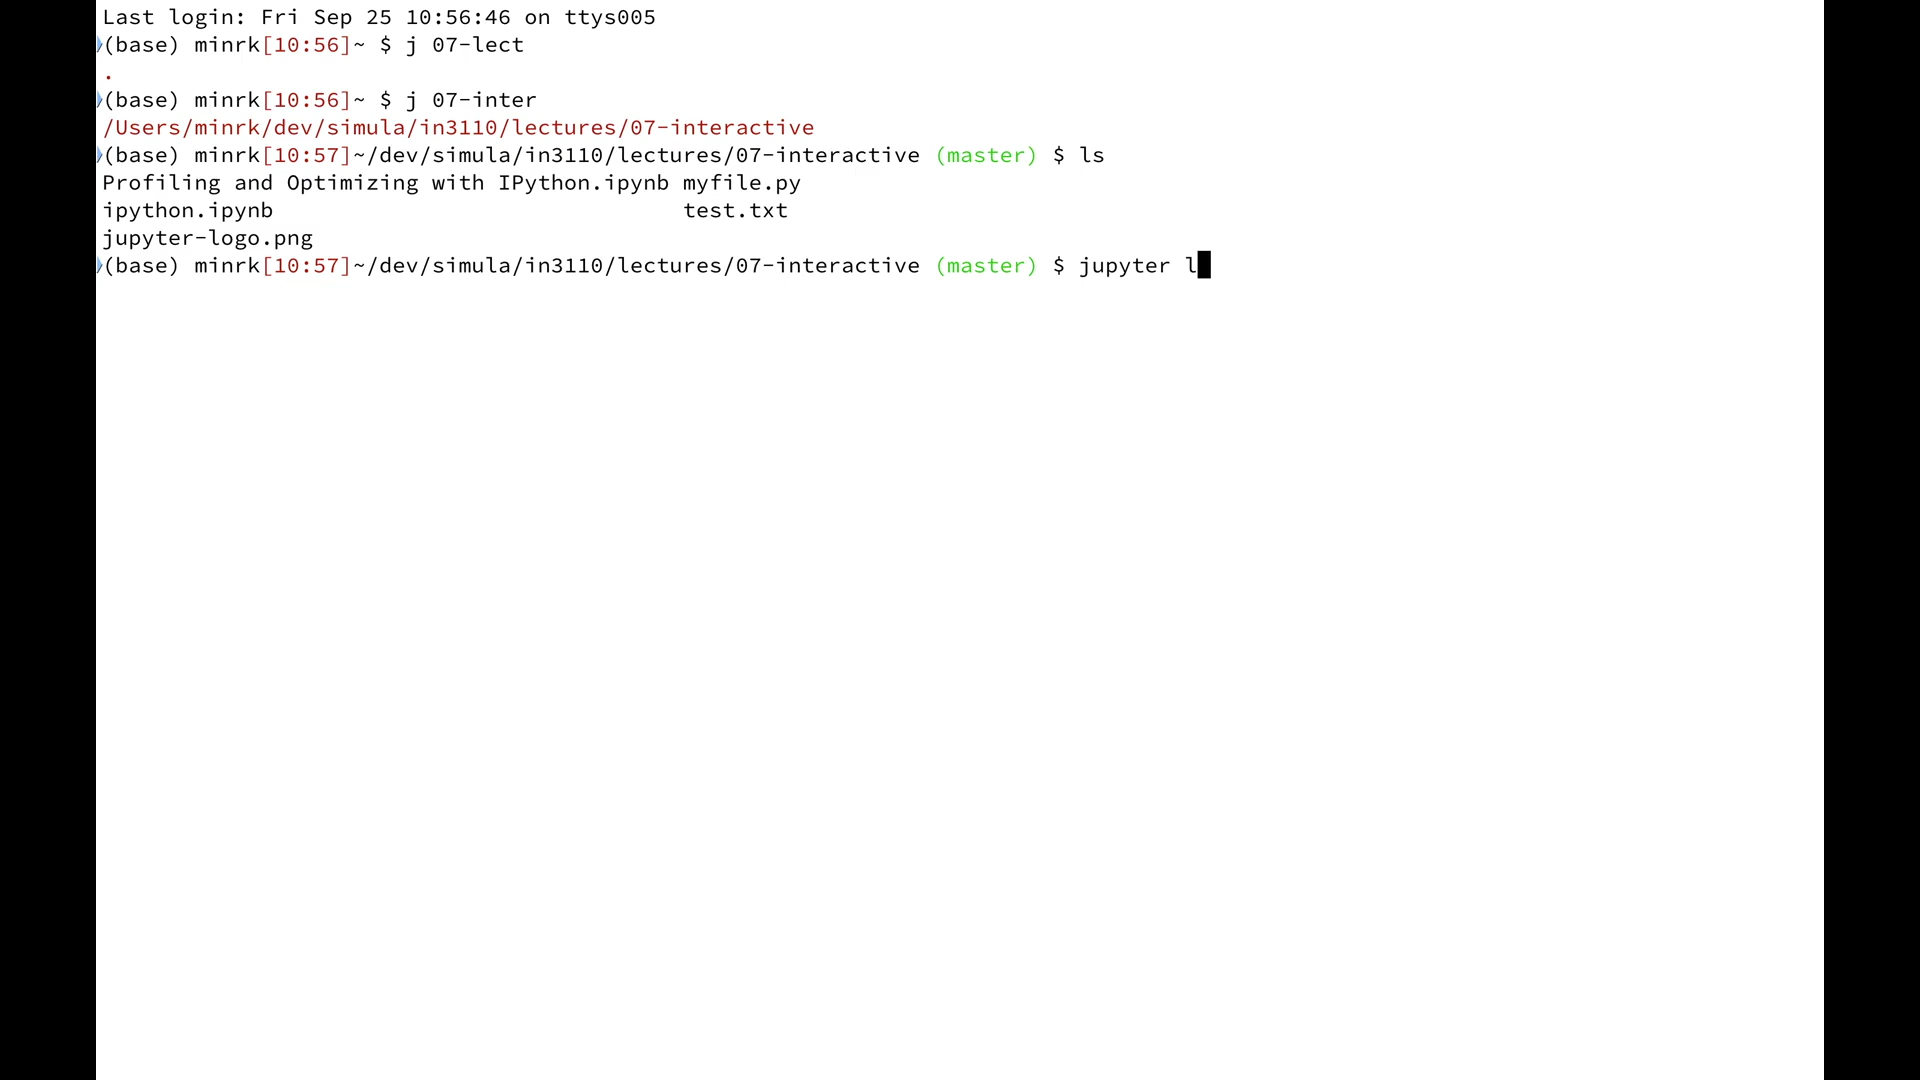 Last login: Fri Sep 25 10:56:46 on ttys005
(base) minrk[10:56]~ $ j 07-lect
.
(base) minrk[10:56]~ $ j 07-inter
/Users/minrk/dev/simula/in3110/lectures/07-interactive
(base) minrk[10:57]~/dev/simula/in3110/lectures/07-interactive (master) $ ls
Profiling and Optimizing with IPython.ipynb myfile.py
ipython.ipynb                               test.txt
jupyter-logo.png
(base) minrk[10:57]~/dev/simula/in3110/lectures/07-interactive (master) $ jupyter l